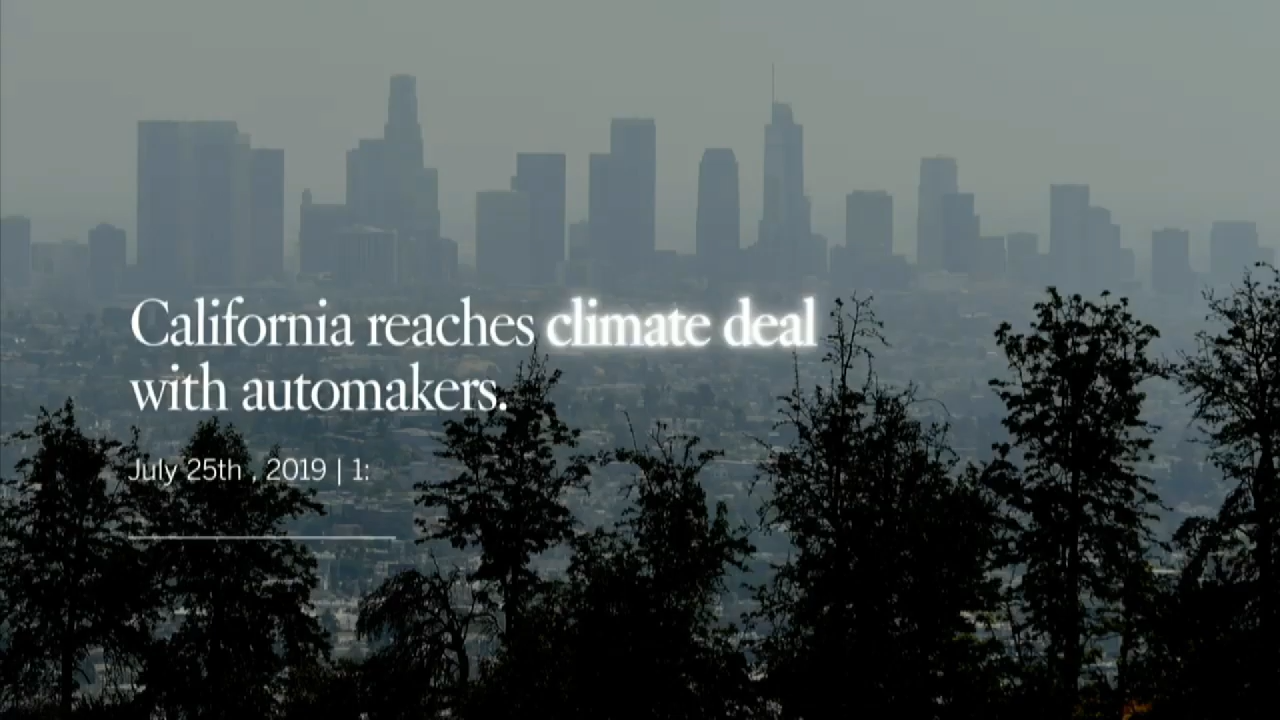 California reaches climate deal
with automakers.
July 25th , 2019 | 1: